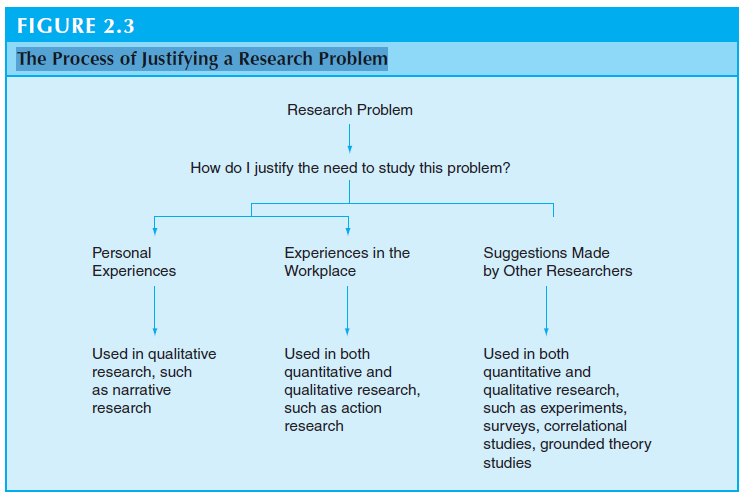 FIGURE 2.3
The Process of Justifying a Research Problem
Research Problem
How do I justify the need to study this problem?
Personal
Experiences
Experiences in the
Workplace
Suggestions Made
by Other Researchers
Used in qualitative
research, such
as narrative
research
Used in both
quantitative and
qualitative research,
such as action
research
Used in both
quantitative and
qualitative research,
such as experiments,
surveys, correlational
studies, grounded theory
studies